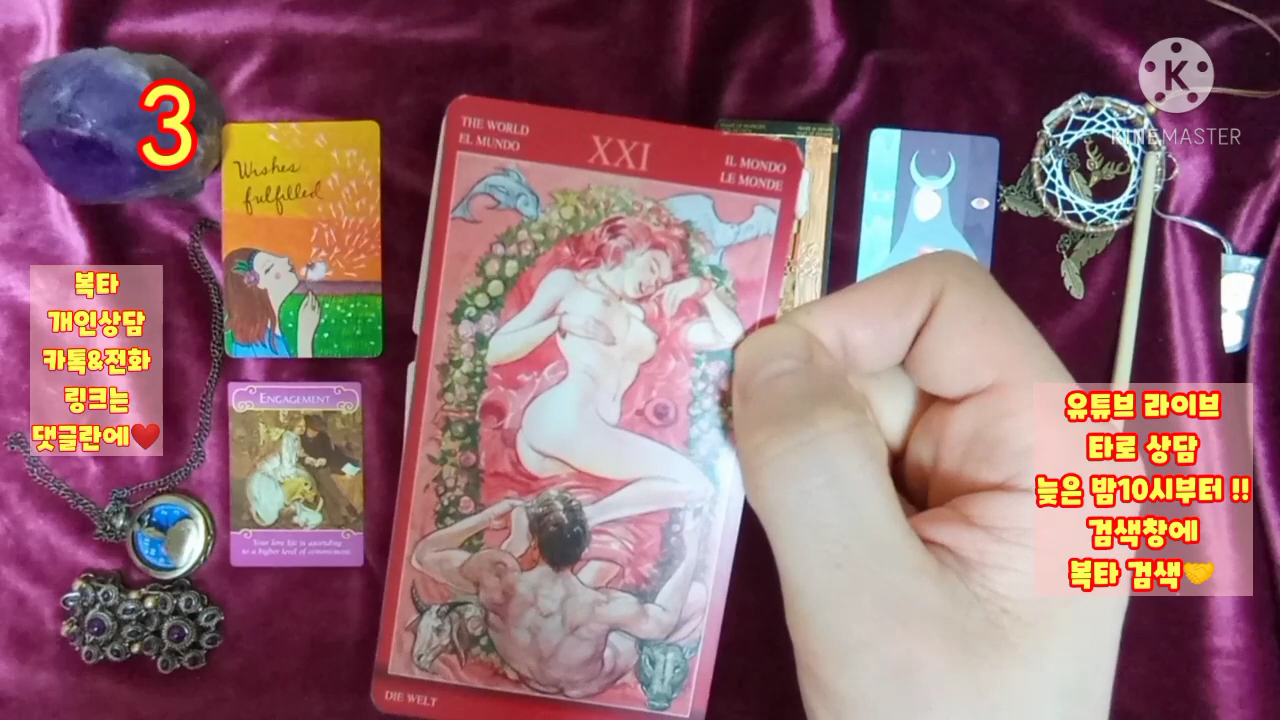 3
Wishes
fulfilled
THE WORLD
EL MUNDO
XXI
IL MONDO
LE MONDE
KINEMASTER
복타
개인상담
카톡&전화
링크는
댓글란에❤️
ENGAGEMENT
Your love life is ascending
to a higher level of commitment.
유튜브 라이브
타로 상담
늦은 밤10시부터 !!
검색창에
복타 검색🤝
DIE WELT